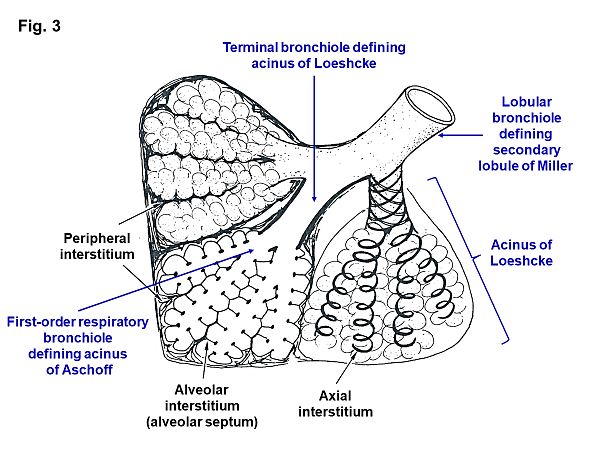 Fig. 3
Terminal bronchiole defining
acinus of Loeshcke
Lobular
bronchiole
defining
secondary
lobule of Miller
Peripheral
interstitium
Acinus of
Loeshcke
First-order respiratory
bronchiole
defining acinus
of Aschoff
Alveolar
interstitium
(alveolar septum)
Axial
interstitium